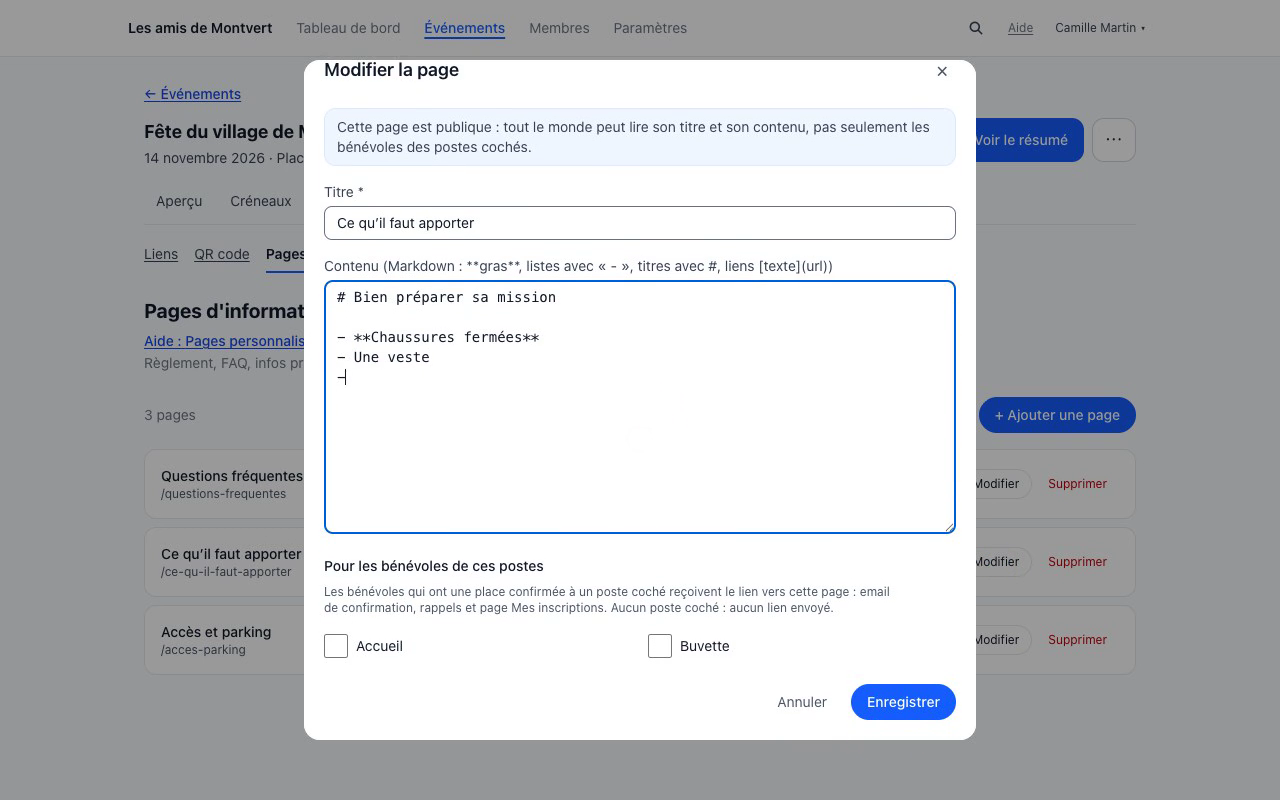 Les amis de Montvert Tableau de bord Événements Membres Paramètres Aide Camille Martin
← Événements
Fête du village de
14 novembre 2026 · Plac
Voir le résumé ···
Aperçu Créneaux
Liens QR code Pages
Pages d'informat
Aide : Pages personnalis
Règlement, FAQ, infos pr
3 pages
+ Ajouter une page
Questions fréquentes
/questions-frequentes
Modifier Supprimer
Ce qu’il faut apporter
/ce-qu-il-faut-apporter
Modifier Supprimer
Accès et parking
/acces-parking
Modifier Supprimer
Modifier la page ×
Cette page est publique : tout le monde peut lire son titre et son contenu, pas seulement les
bénévoles des postes cochés.
Titre *
Ce qu’il faut apporter
Contenu (Markdown : **gras**, listes avec « - », titres avec #, liens [texte](url))
# Bien préparer sa mission
- **Chaussures fermées**
- Une veste
-
Pour les bénévoles de ces postes
Les bénévoles qui ont une place confirmée à un poste coché reçoivent le lien vers cette page : email
de confirmation, rappels et page Mes inscriptions. Aucun poste coché : aucun lien envoyé.
Accueil Buvette
Annuler Enregistrer